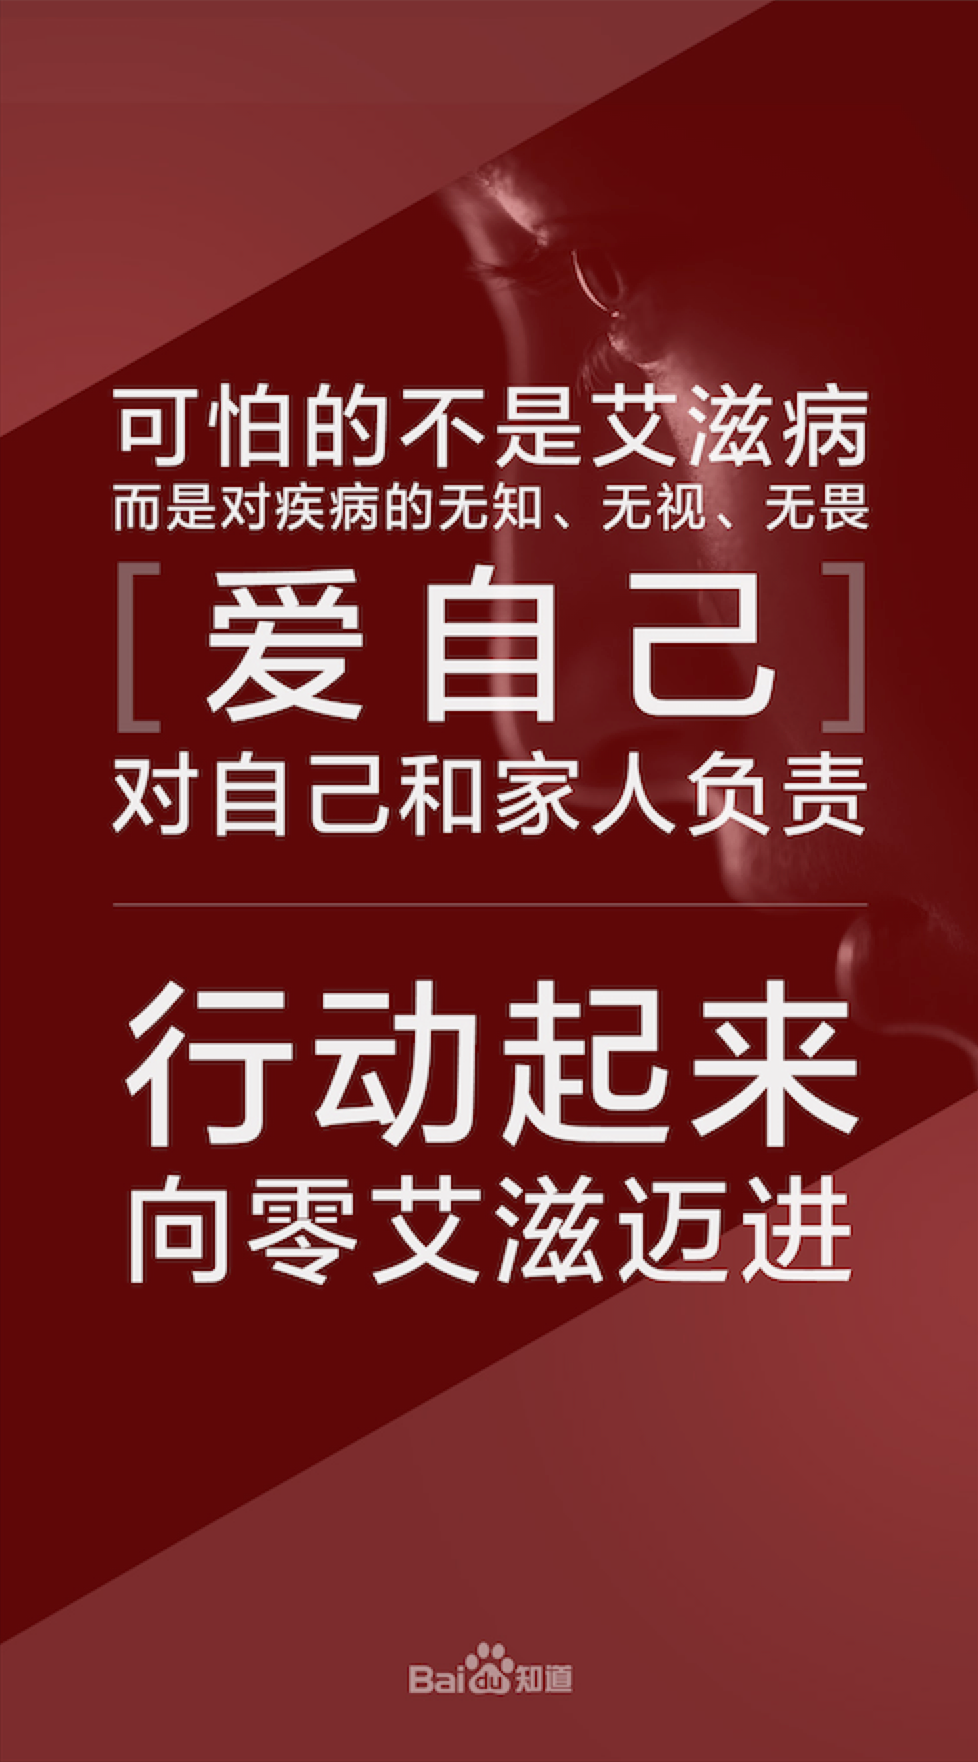 可怕的不是艾滋病
而是对疾病的无知、无视、无畏
[爱自己]
对自己和家人负责
行动起来
向零艾滋迈进
Baidu知道